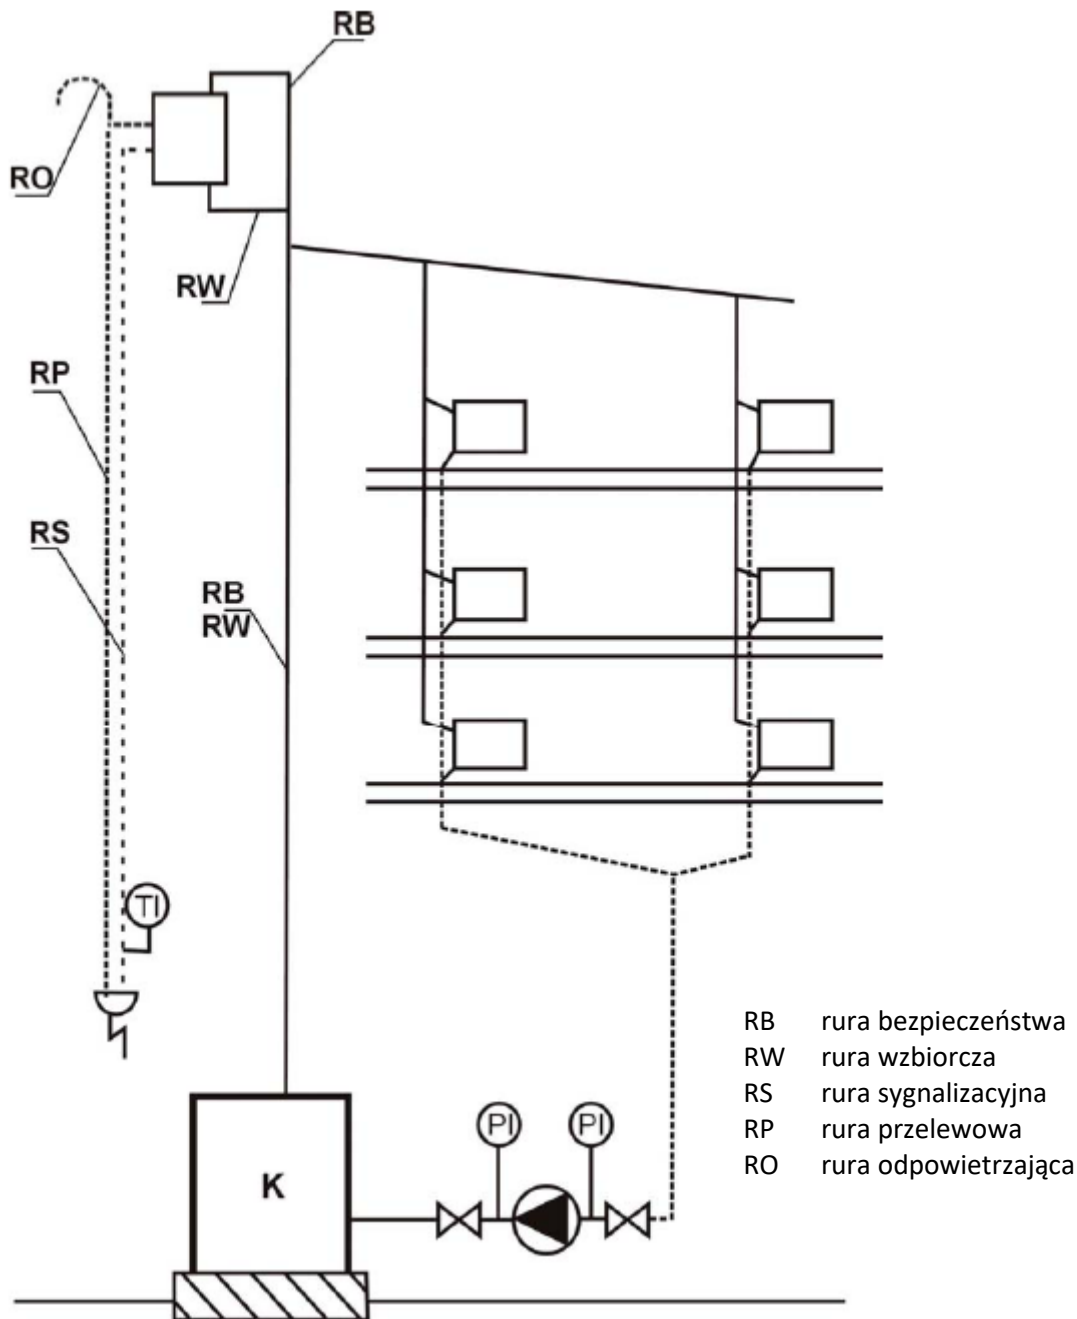 RB
RO
RW
RP
RS
RB
RW
TI
RB rura bezpieczeństwa
RW rura wzbiorcza
RS rura sygnalizacyjna
RP rura przelewowa
RO rura odpowietrzająca
PI PI
K